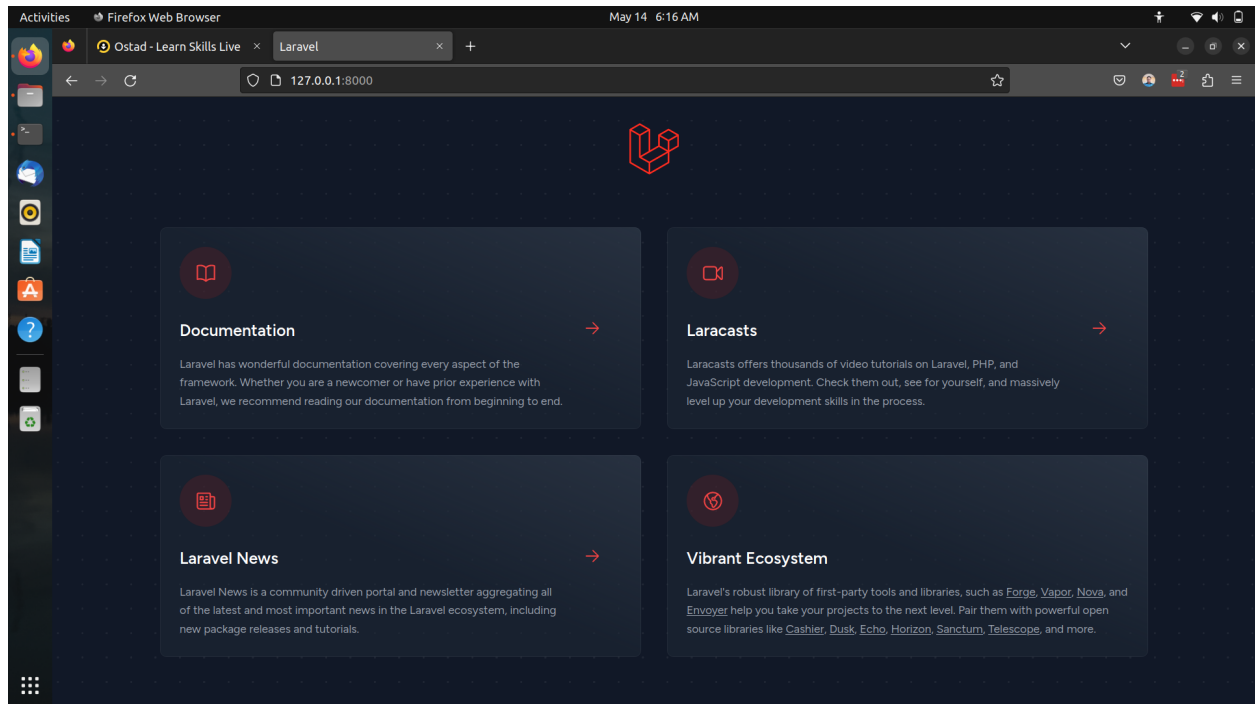 Activities Firefox Web Browser May 14 6:16 AM
Ostad - Learn Skills Live × Laravel × +
127.0.0.1:8000
2
Documentation
Laravel has wonderful documentation covering every aspect of the
framework. Whether you are a newcomer or have prior experience with
Laravel, we recommend reading our documentation from beginning to end.
Laracasts
Laracasts offers thousands of video tutorials on Laravel, PHP, and
JavaScript development. Check them out, see for yourself, and massively
level up your development skills in the process.
Laravel News
Laravel News is a community driven portal and newsletter aggregating all
of the latest and most important news in the Laravel ecosystem, including
new package releases and tutorials.
Vibrant Ecosystem
Laravel's robust library of first-party tools and libraries, such as Forge, Vapor, Nova, and
Envoyer help you take your projects to the next level. Pair them with powerful open
source libraries like Cashier, Dusk, Echo, Horizon, Sanctum, Telescope, and more.